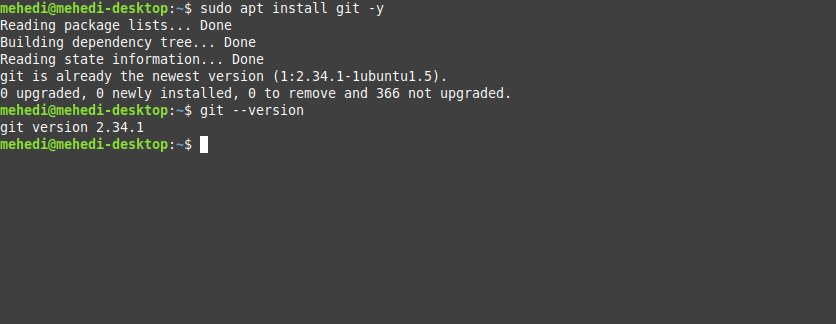 mehedi@mehedi-desktop:~$ sudo apt install git -y
Reading package lists... Done
Building dependency tree... Done
Reading state information... Done
git is already the newest version (1:2.34.1-1ubuntu1.5).
0 upgraded, 0 newly installed, 0 to remove and 366 not upgraded.
mehedi@mehedi-desktop:~$ git --version
git version 2.34.1
mehedi@mehedi-desktop:~$